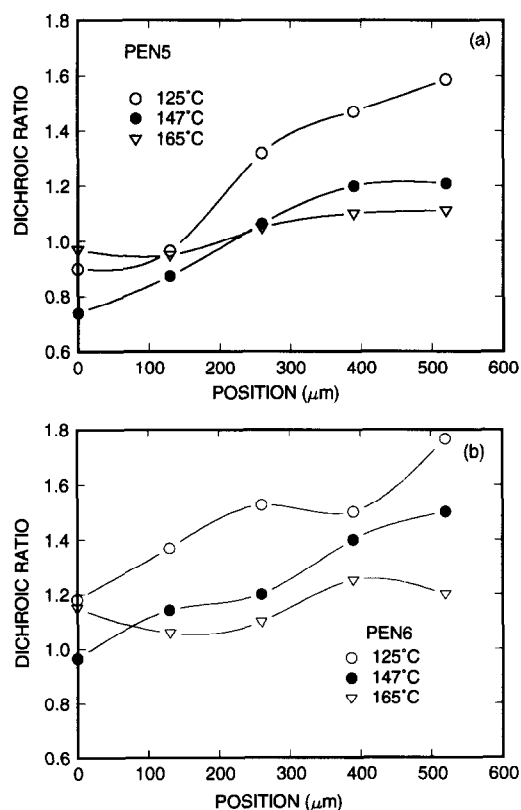 (a)
PEN5
○ 125°C
● 147°C
▽ 165°C
DICHROIC RATIO
1.8
1.6
1.4
1.2
1.0
0.8
0.6
0 100 200 300 400 500 600
POSITION (μm)
(b)
DICHROIC RATIO
1.8
1.6
1.4
1.2
1.0
0.8
0.6
PEN6
○ 125°C
● 147°C
▽ 165°C
0 100 200 300 400 500 600
POSITION (μm)